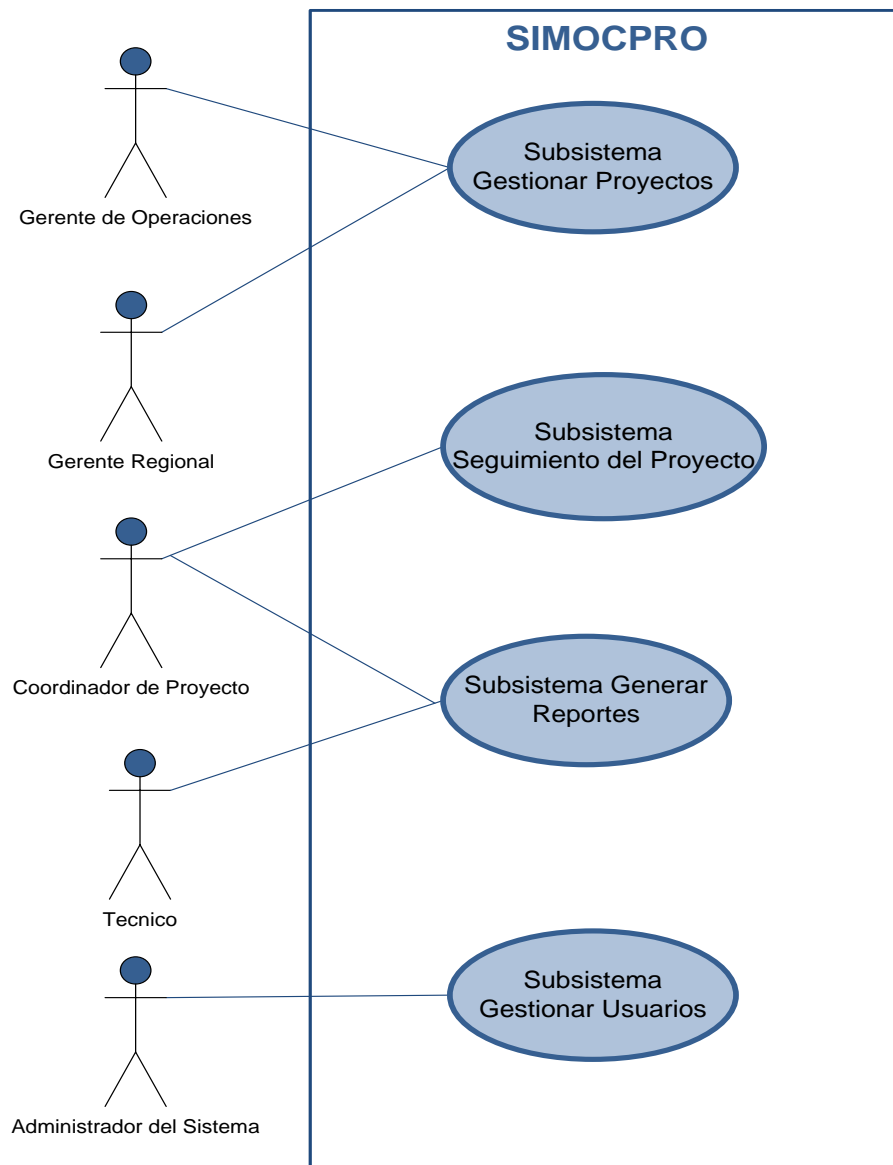 SIMOCPRO
Subsistema
Gestionar Proyectos
Gerente de Operaciones
Subsistema
Seguimiento del Proyecto
Gerente Regional
Subsistema Generar
Reportes
Coordinador de Proyecto
Tecnico
Subsistema
Gestionar Usuarios
Administrador del Sistema